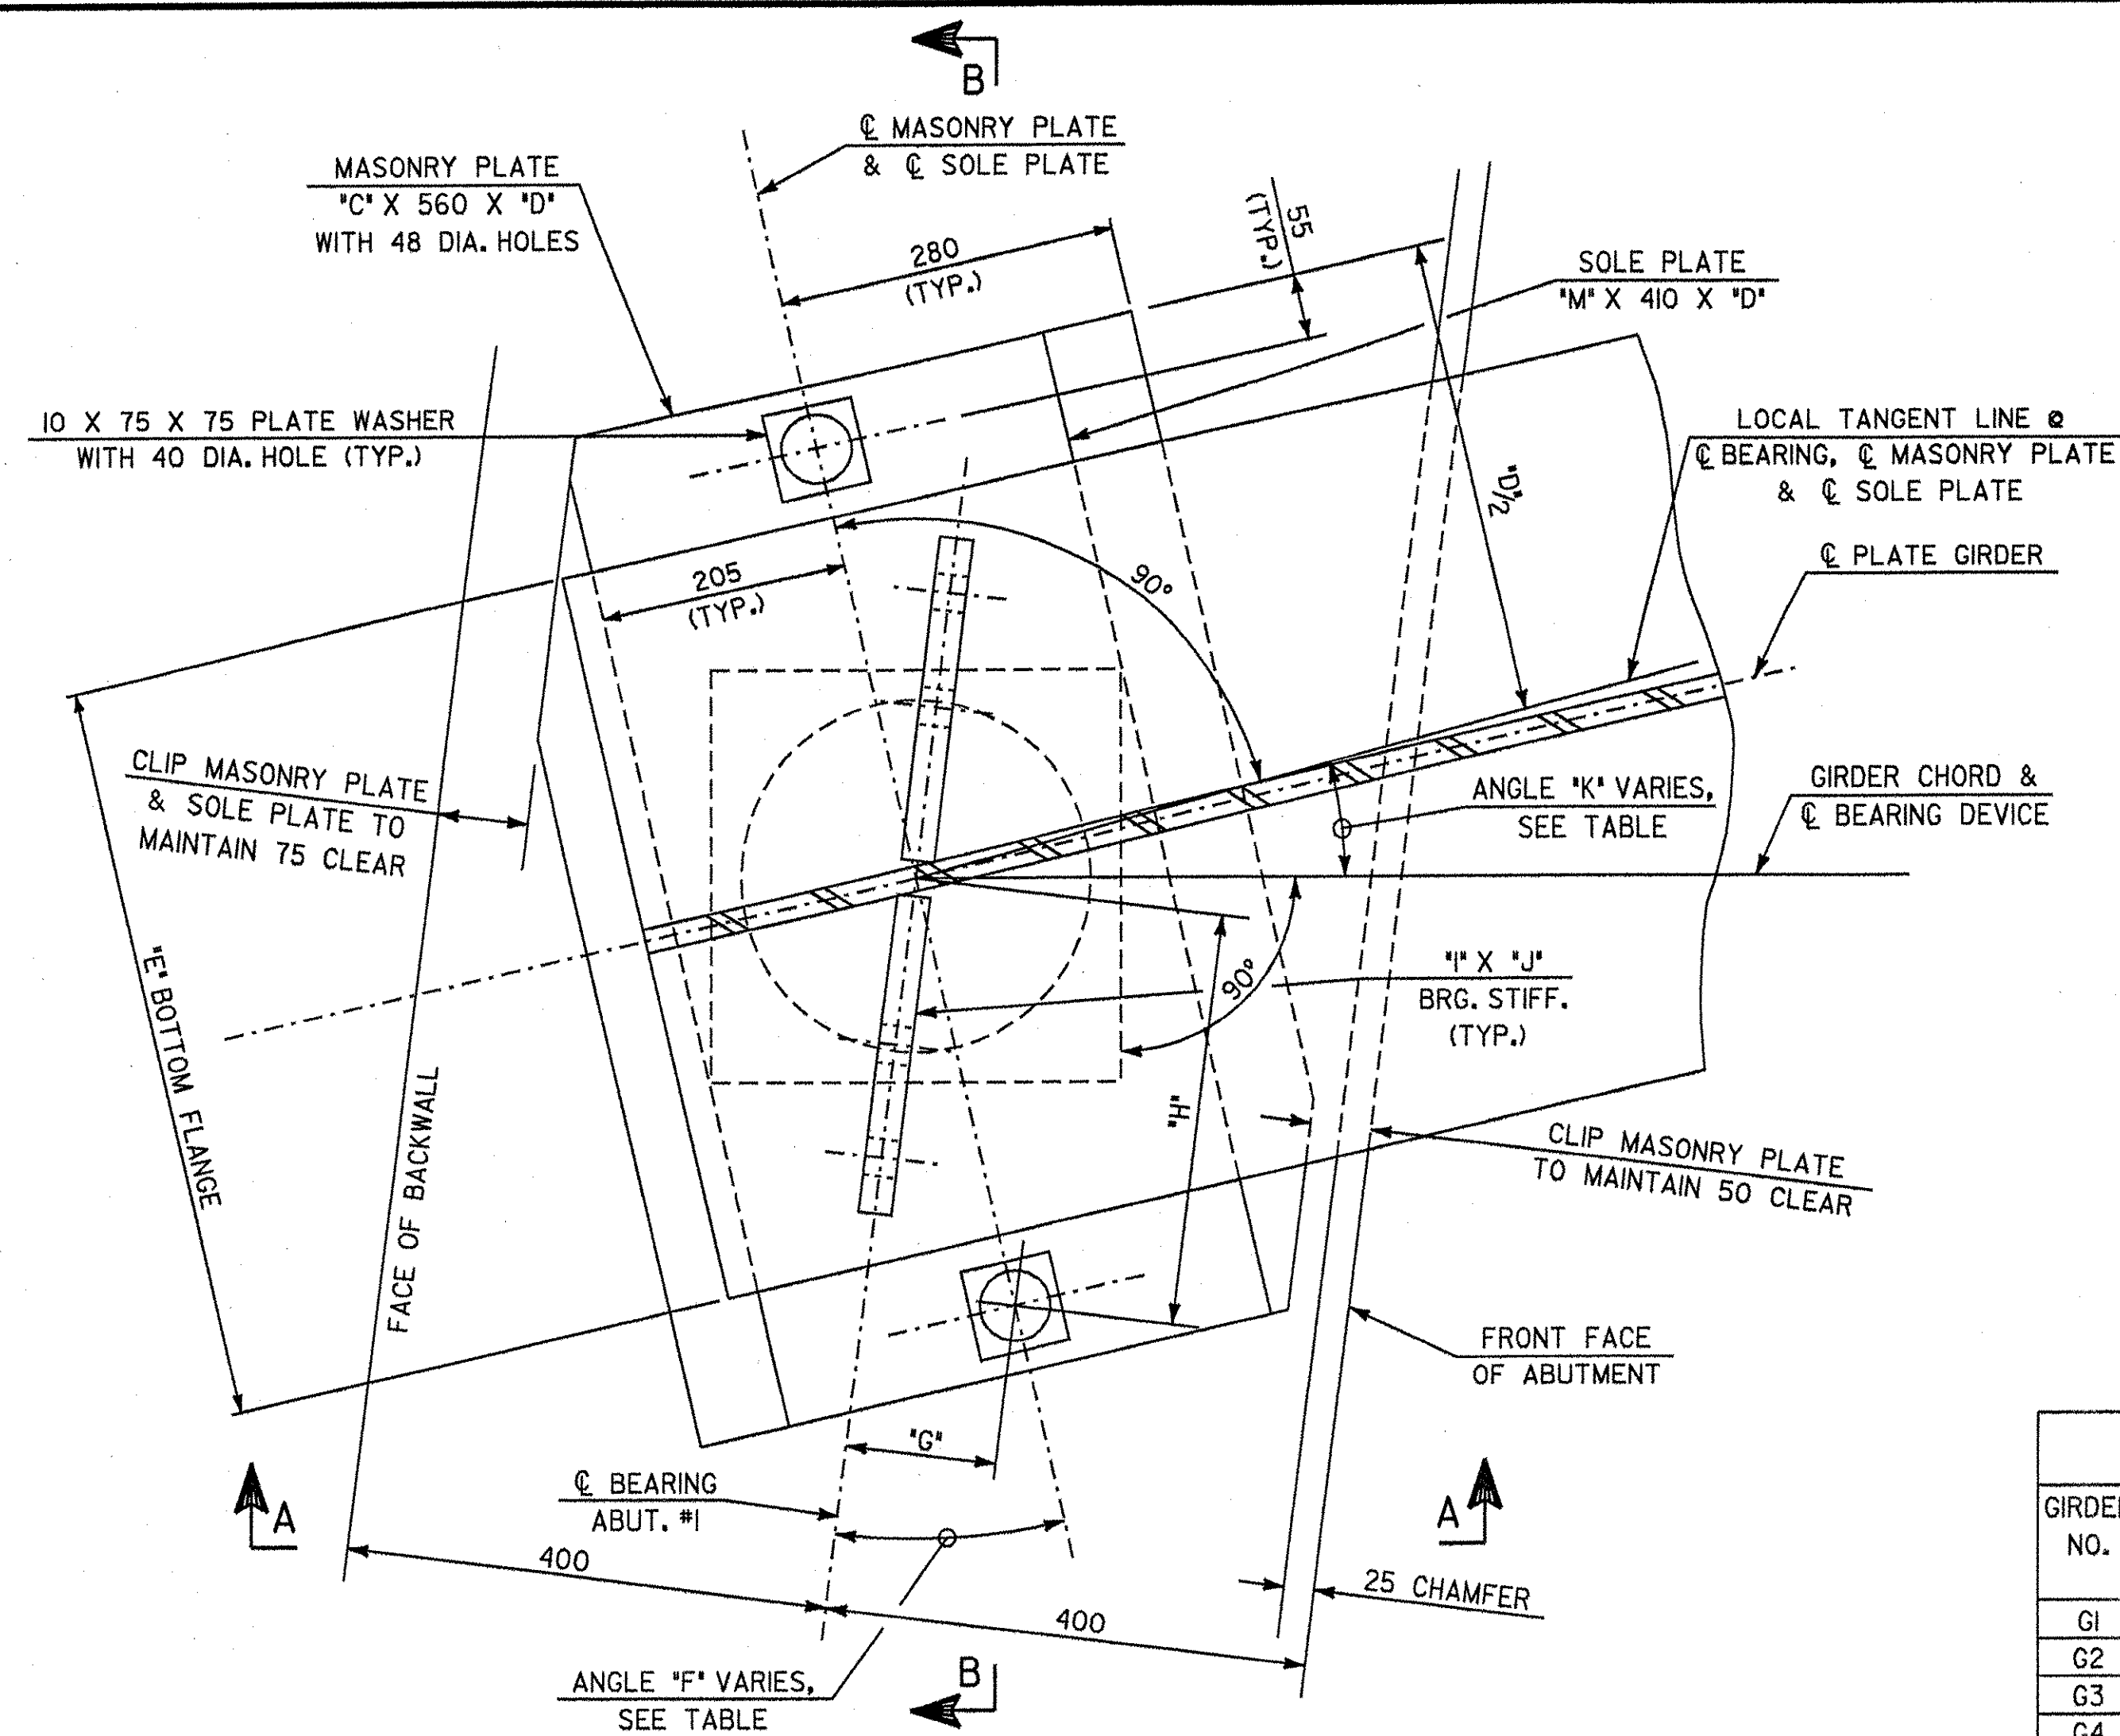 B
℄ MASONRY PLATE
& ℄ SOLE PLATE
MASONRY PLATE
"C" X 560 X "D"
WITH 48 DIA. HOLES
280
(TYP.)
55
(TYP.)
SOLE PLATE
"M" X 410 X "D"
10 X 75 X 75 PLATE WASHER
WITH 40 DIA. HOLE (TYP.)
LOCAL TANGENT LINE @
℄ BEARING, ℄ MASONRY PLATE
& ℄ SOLE PLATE
"D"/2
℄ PLATE GIRDER
205
(TYP.)
90°
CLIP MASONRY PLATE
& SOLE PLATE TO
MAINTAIN 75 CLEAR
ANGLE "K" VARIES,
SEE TABLE
GIRDER CHORD &
℄ BEARING DEVICE
"E" BOTTOM FLANGE
90°
"I" X "J"
BRG. STIFF.
(TYP.)
"H"
FACE OF BACKWALL
CLIP MASONRY PLATE
TO MAINTAIN 50 CLEAR
FRONT FACE
OF ABUTMENT
"G"
℄ BEARING
ABUT. #1
A
A
400
400
25 CHAMFER
ANGLE "F" VARIES,
SEE TABLE
B
GIRDER
NO.
G1
G2
G3
G4